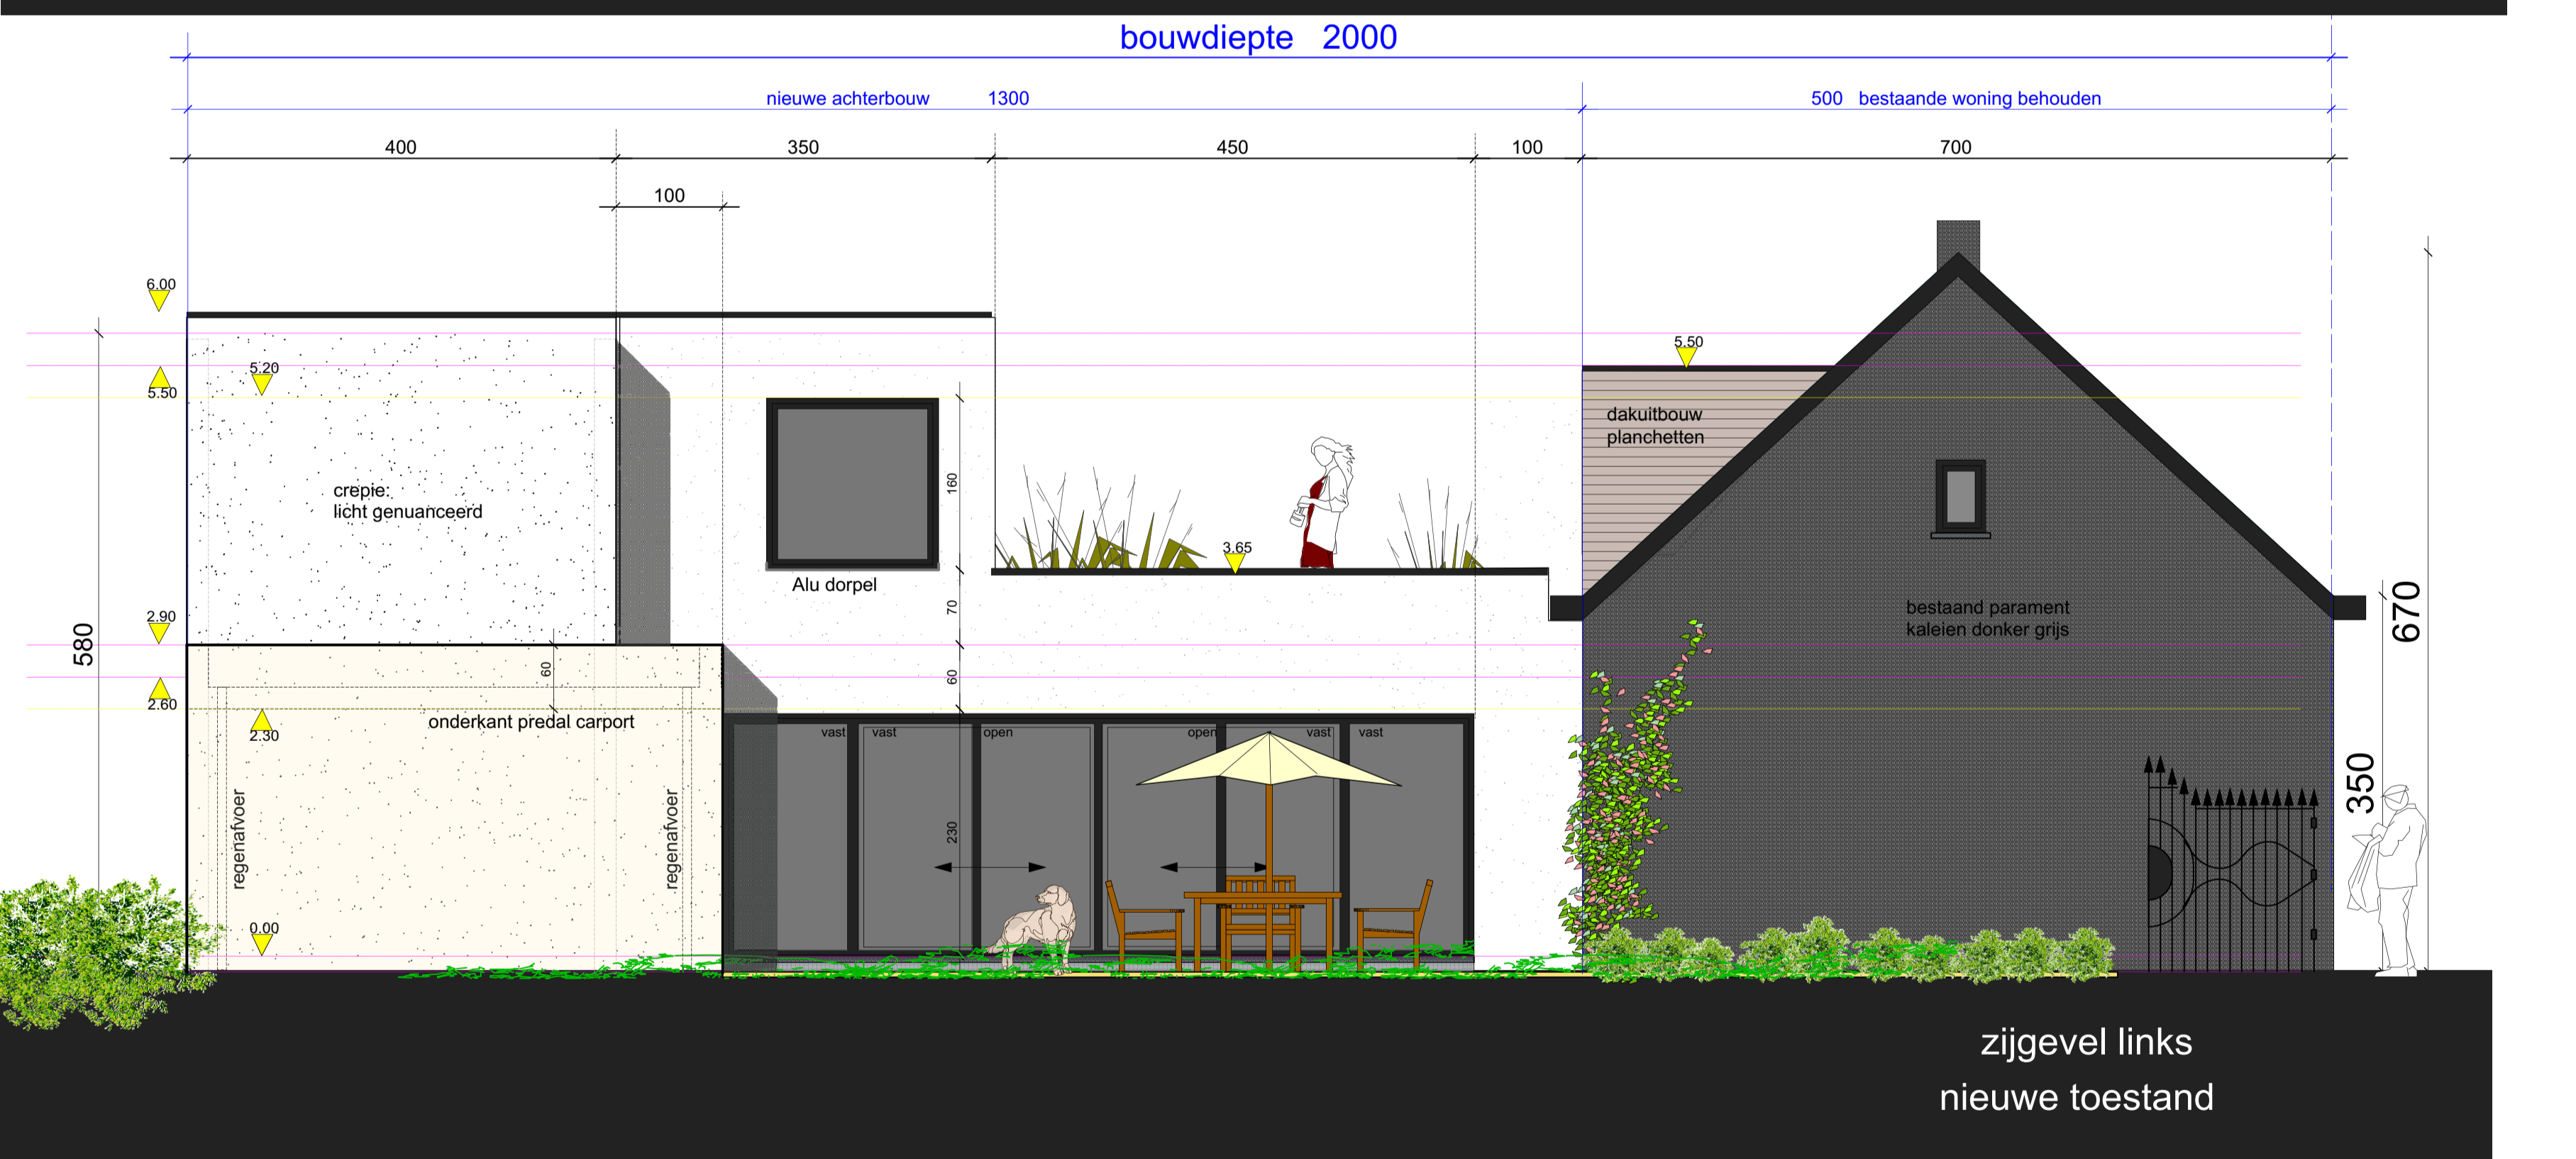 bouwdiepte 2000
nieuwe achterbouw 1300
500 bestaande woning behouden
400
350
450
100
700
100
6.00
5.20
5.50
5.50
dakuitbouw
planchetten
crepie:
licht genuanceerd
160
3.65
Alu dorpel
70
2.90
580
60
60
bestaand parament
kaleien donker grijs
670
2.60
onderkant predal carport
2.30
vast
vast
open
open
vast
vast
regenafvoer
regenafvoer
230
350
0.00
zijgevel links
nieuwe toestand